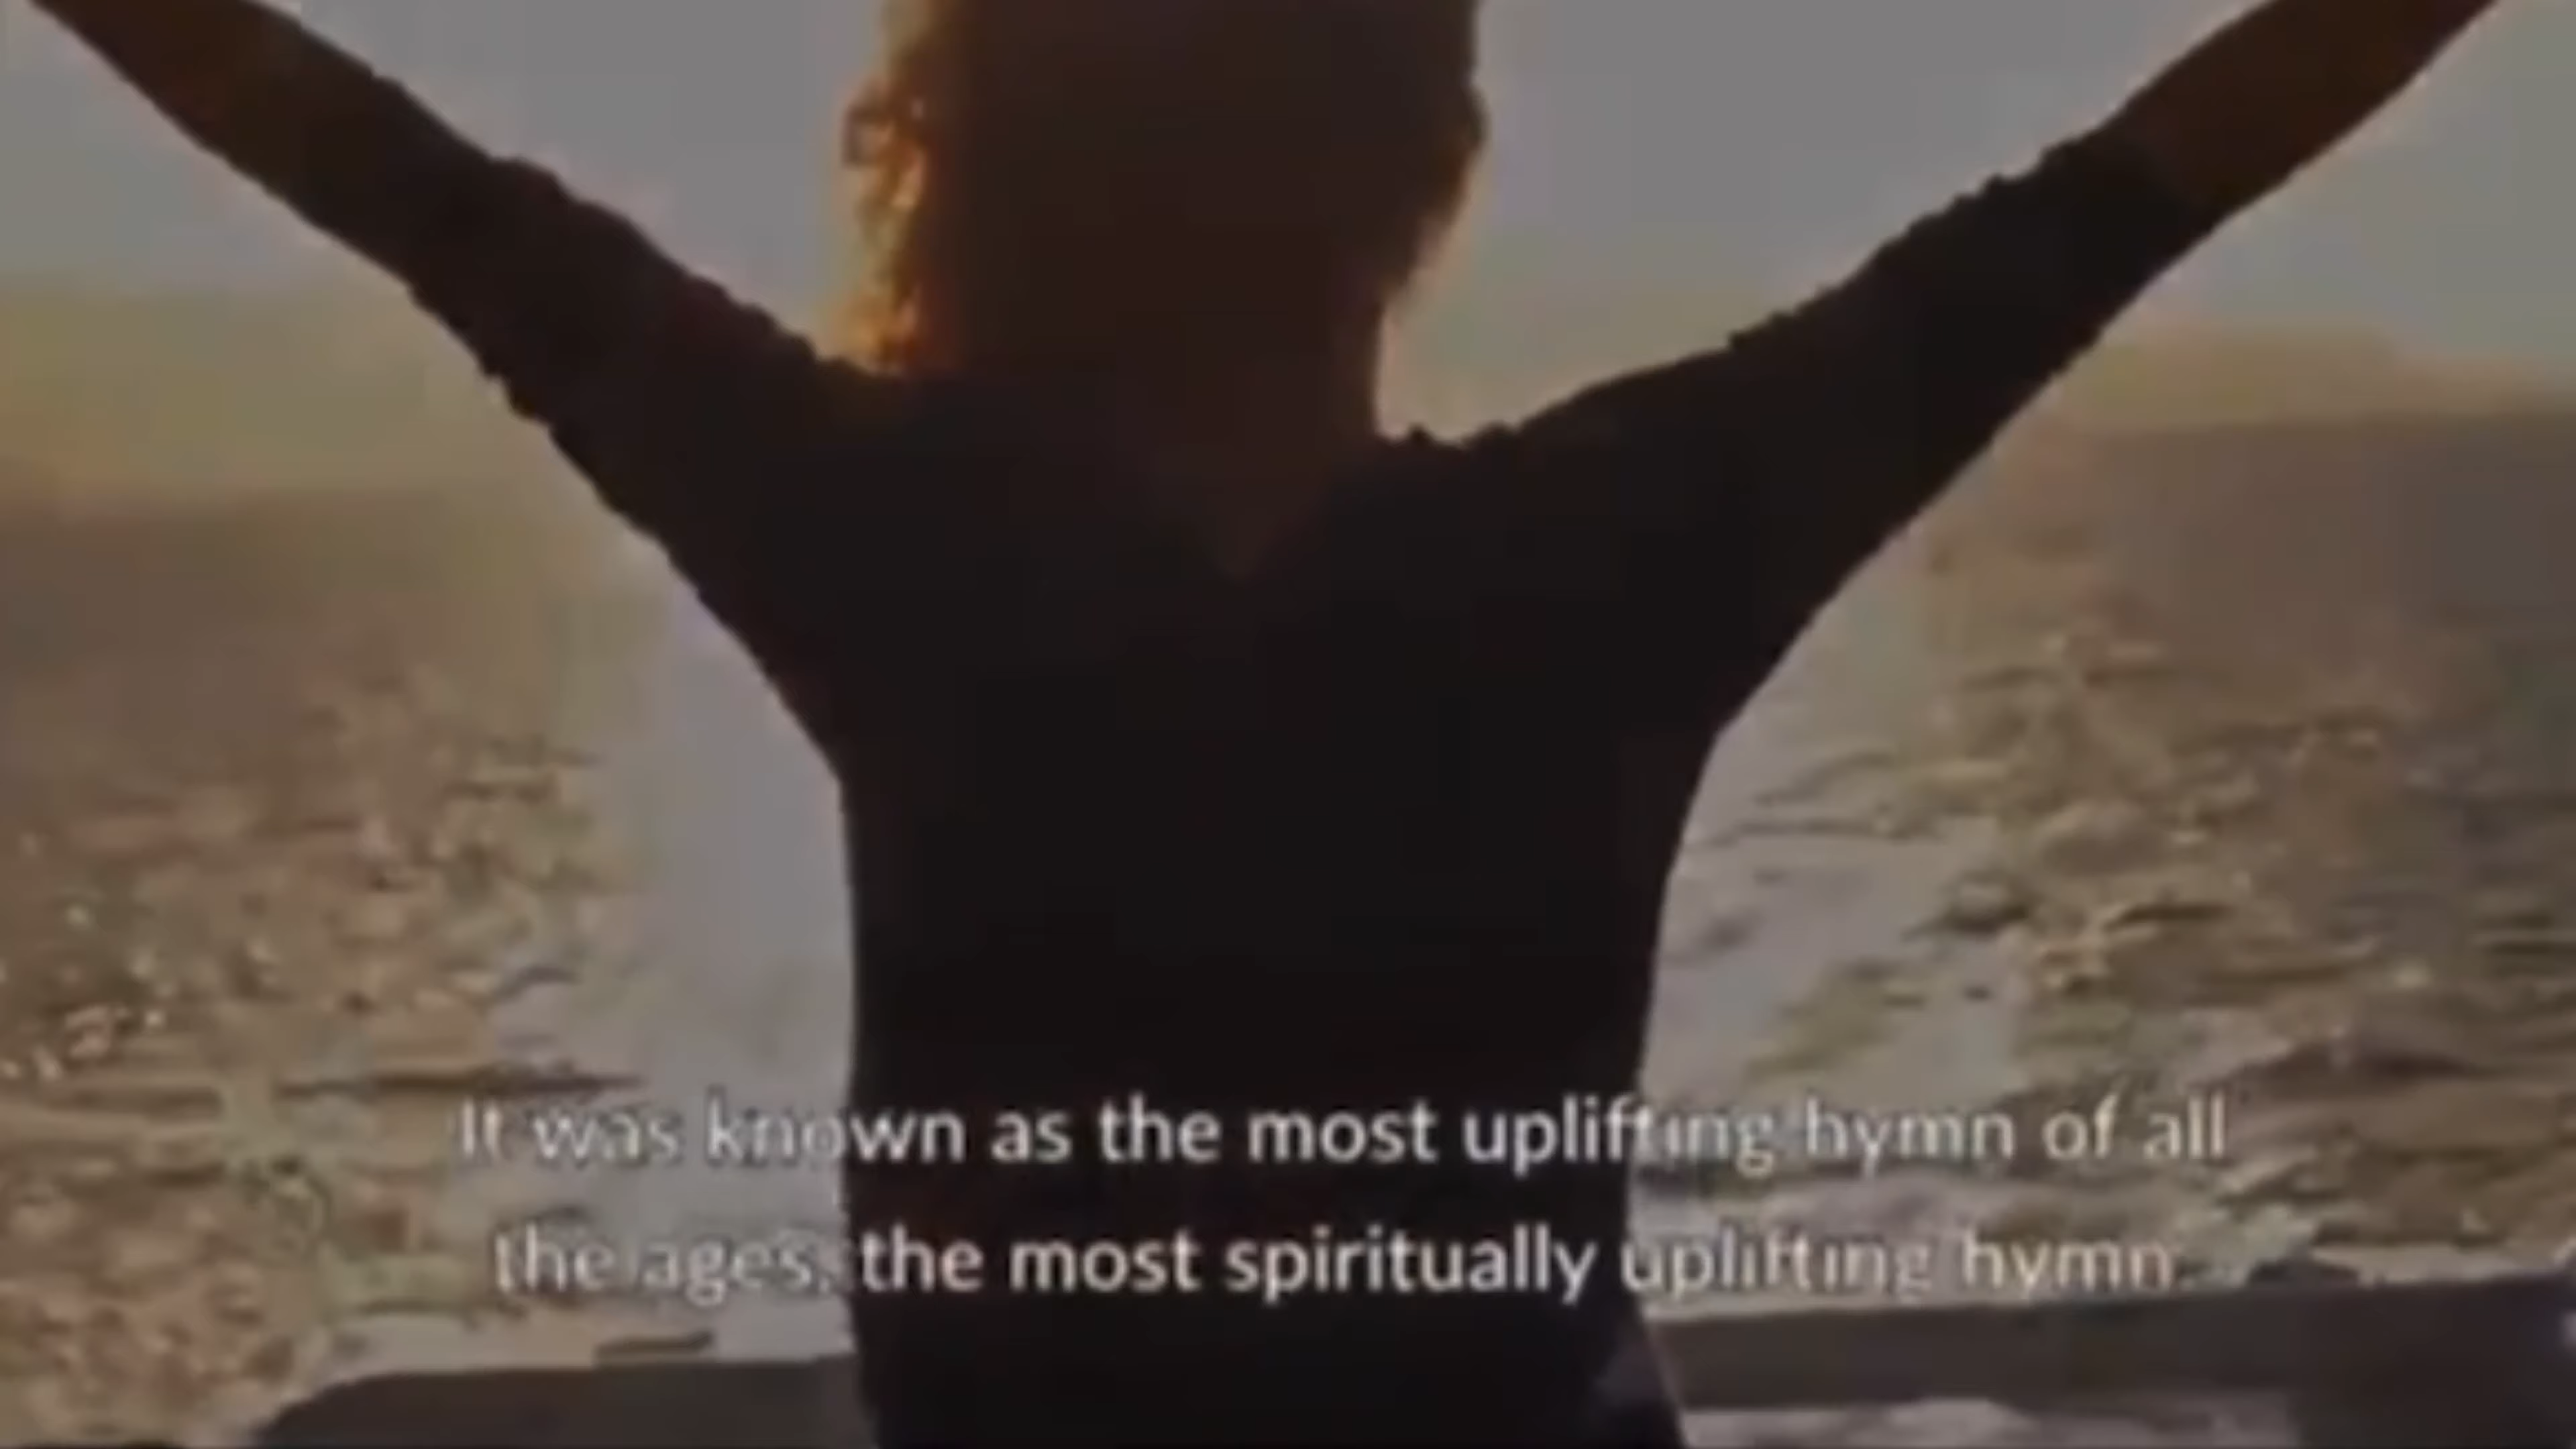 It was known as the most uplifting hymn of all
the ages, the most spiritually uplifting hymn